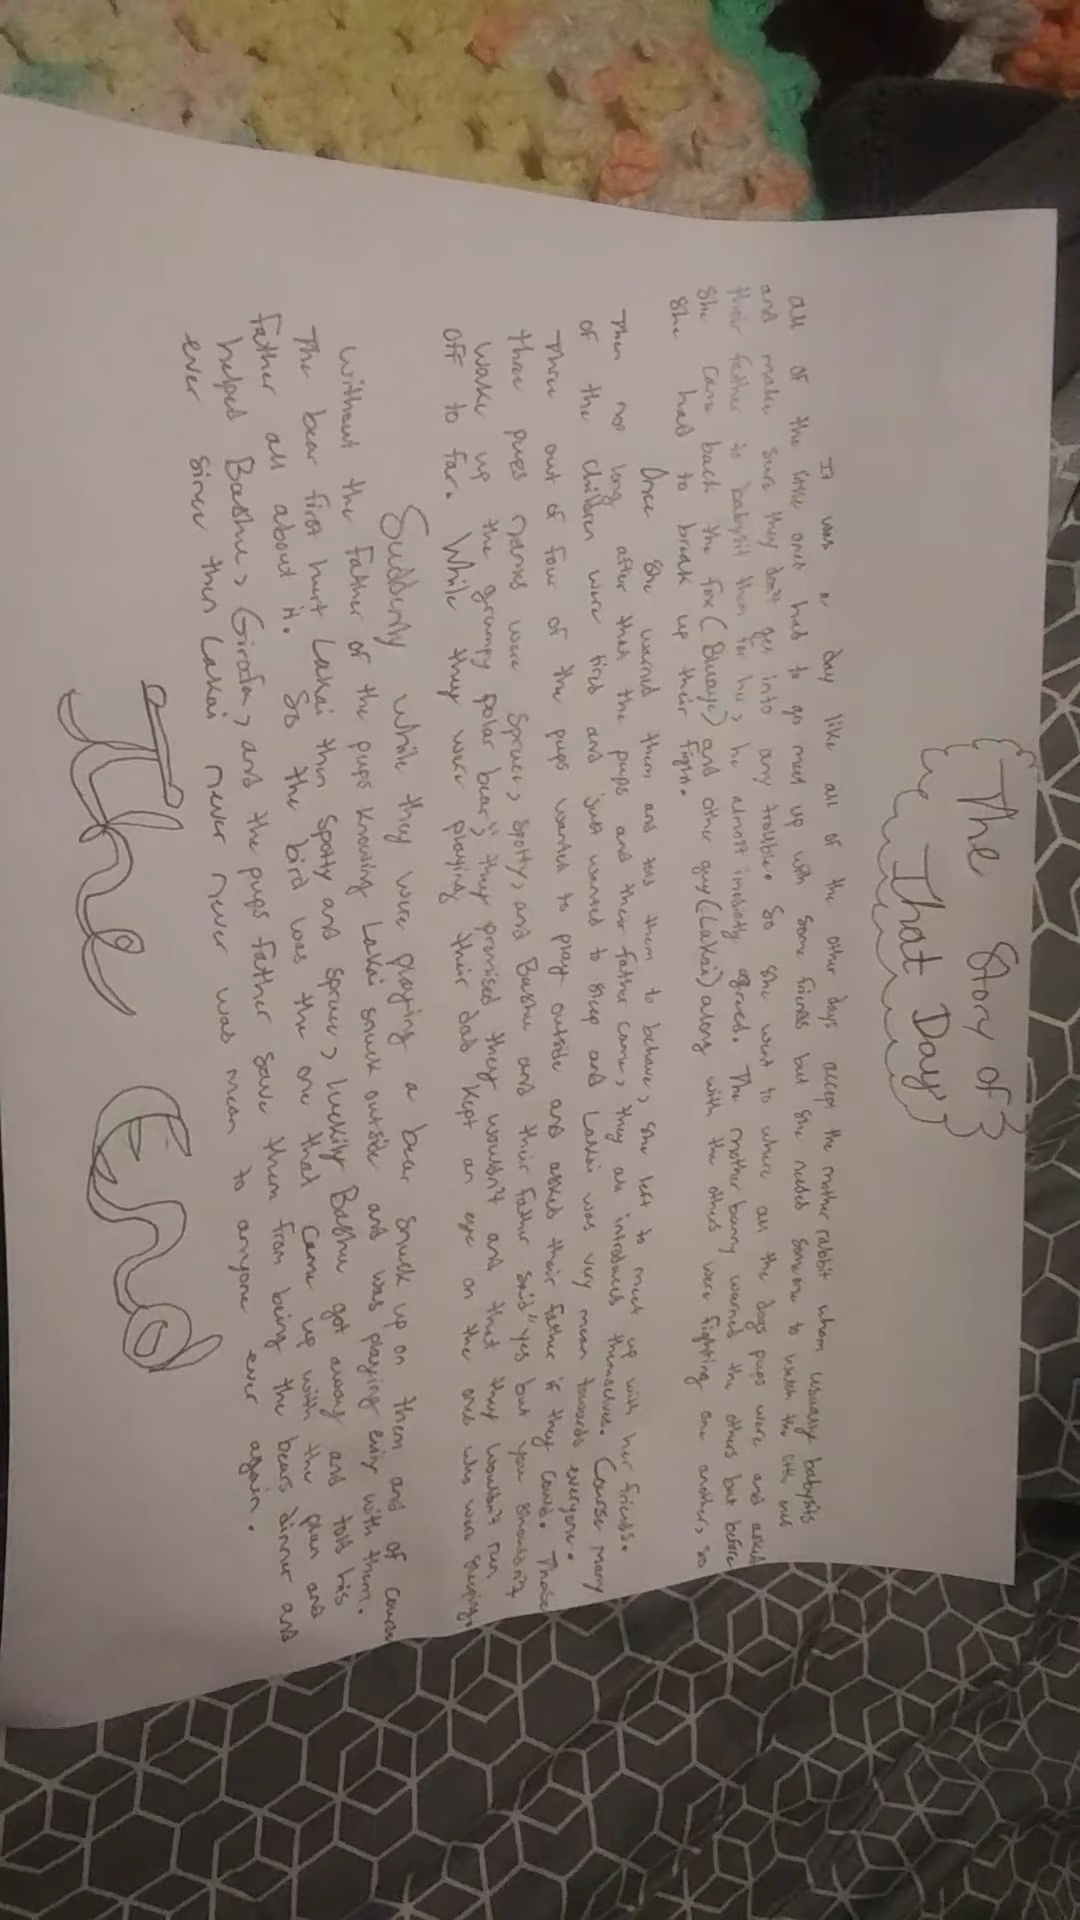 The Story of
That Day
It was a day like all of the other days accept the mother rabbit whom usually babysits
all of the little ones had to go meet up with some friends but she needs someone to watch the little ones
and make sure they don't get into any trouble. So she went to where all the dogs pups were and asked
their father to babysit them for her, he almost agreed. The mother bunny warned the others but before
she came back the fox and other guy (Lakai) along with the others were fighting one another, so
she had to break up their fight.
Once she warned them and told them to behave, she left to meet up with her friends.
Then not long after that the pups and their father came, they all introduced themselves. Course many
of the children were tired and just wanted to sleep and Lakai was very mean towards everyone.
Three out of four of the pups wanted to play outside and asked their father if they could. Those
three pups names were Spruce, Spotty, and Bashu and their father said "yes but you shouldn't
wake up the grumpy polar bear", they promised they wouldn't and that they wouldn't run
off to far. While they were playing their dad kept an eye on the ones who were sleeping.
Suddenly while they were playing a bear snuck up on them and of course
without the father of the pups knowing Lakai snuck outside and was playing with them.
The bear first hurt Lakai then Spotty and Spruce, luckily Bashu got away and told his
father all about it. So the bird was the one that came up with the plan and
helped Bashu, and the pups father save them from being the bears dinner and
ever since then Lakai never never was mean to anyone ever again.
The End